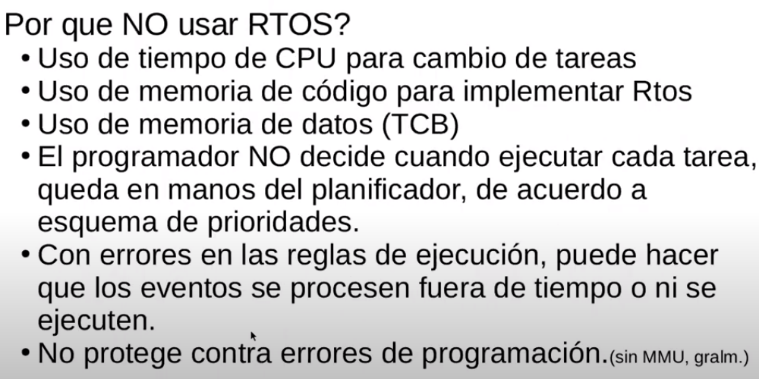 Por que NO usar RTOS?
• Uso de tiempo de CPU para cambio de tareas
• Uso de memoria de código para implementar Rtos
• Uso de memoria de datos (TCB)
• El programador NO decide cuando ejecutar cada tarea,
queda en manos del planificador, de acuerdo a
esquema de prioridades.
• Con errores en las reglas de ejecución, puede hacer
que los eventos se procesen fuera de tiempo o ni se
ejecuten.
• No protege contra errores de programación.(sin MMU, gralm.)